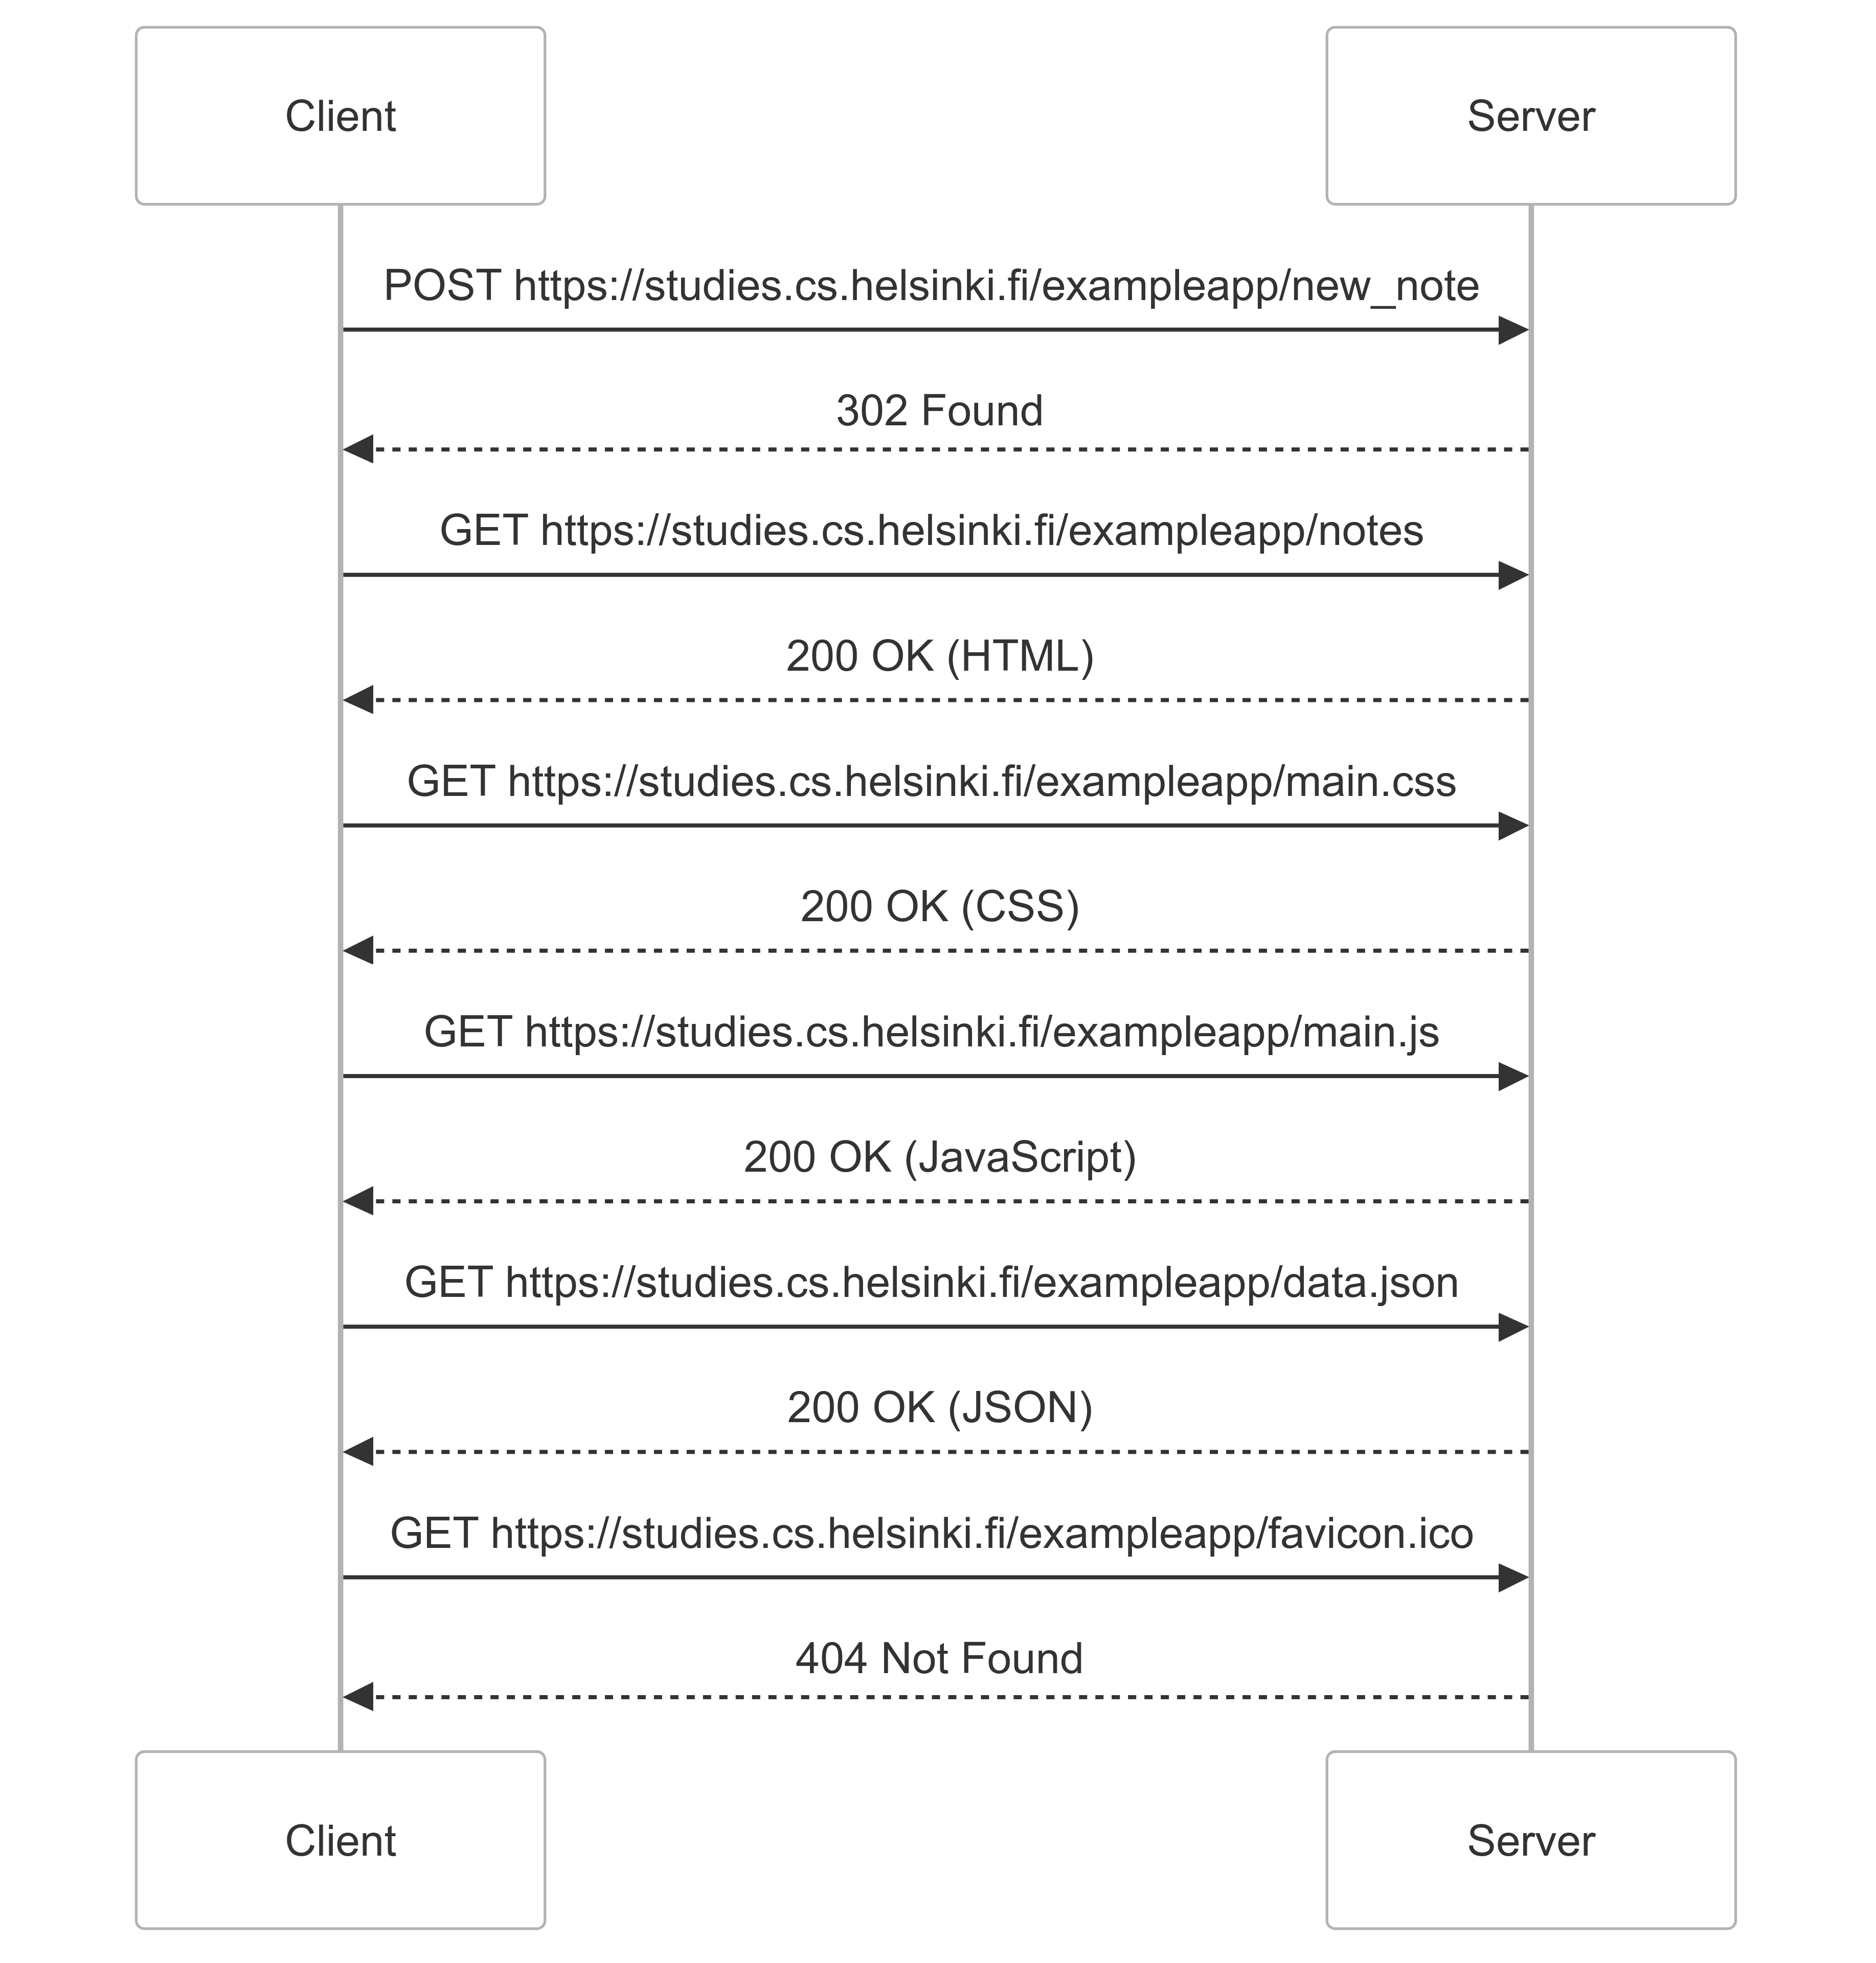 Client
Server
POST https://studies.cs.helsinki.fi/exampleapp/new_note
302 Found
GET https://studies.cs.helsinki.fi/exampleapp/notes
200 OK (HTML)
GET https://studies.cs.helsinki.fi/exampleapp/main.css
200 OK (CSS)
GET https://studies.cs.helsinki.fi/exampleapp/main.js
200 OK (JavaScript)
GET https://studies.cs.helsinki.fi/exampleapp/data.json
200 OK (JSON)
GET https://studies.cs.helsinki.fi/exampleapp/favicon.ico
404 Not Found
Client
Server